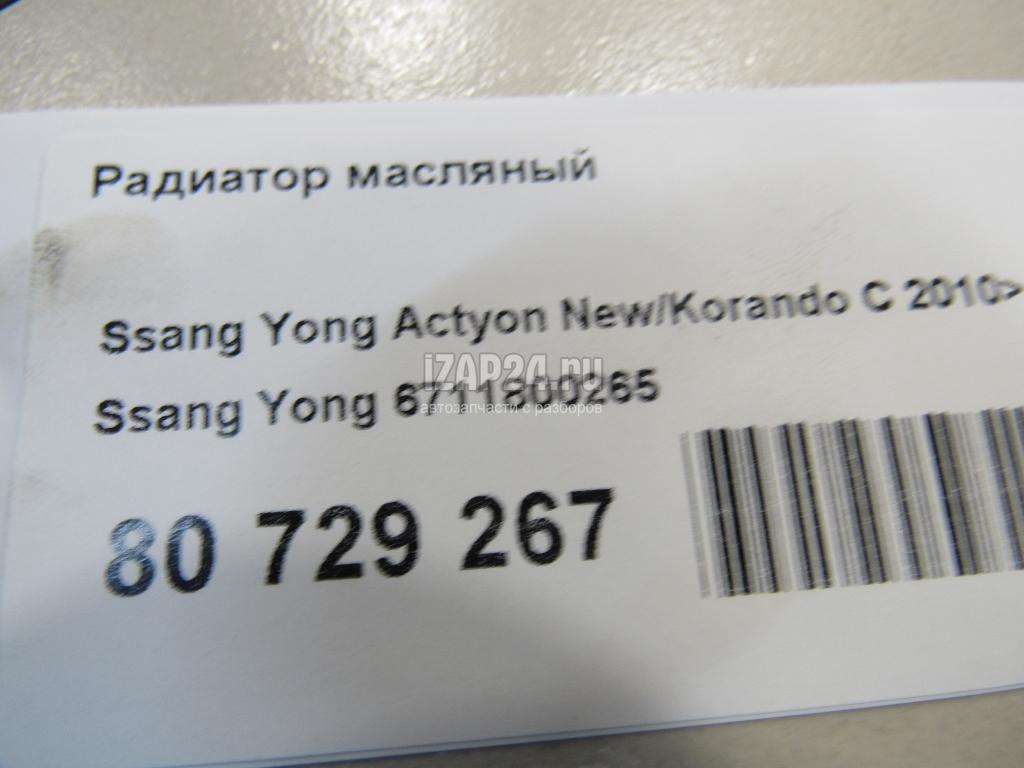 Радиатор масляный
Ssang Yong Actyon New/Korando C 2010>
iZAP24.ru
Ssang Yong 6711800265
автозапчасти с разборов
80 729 267